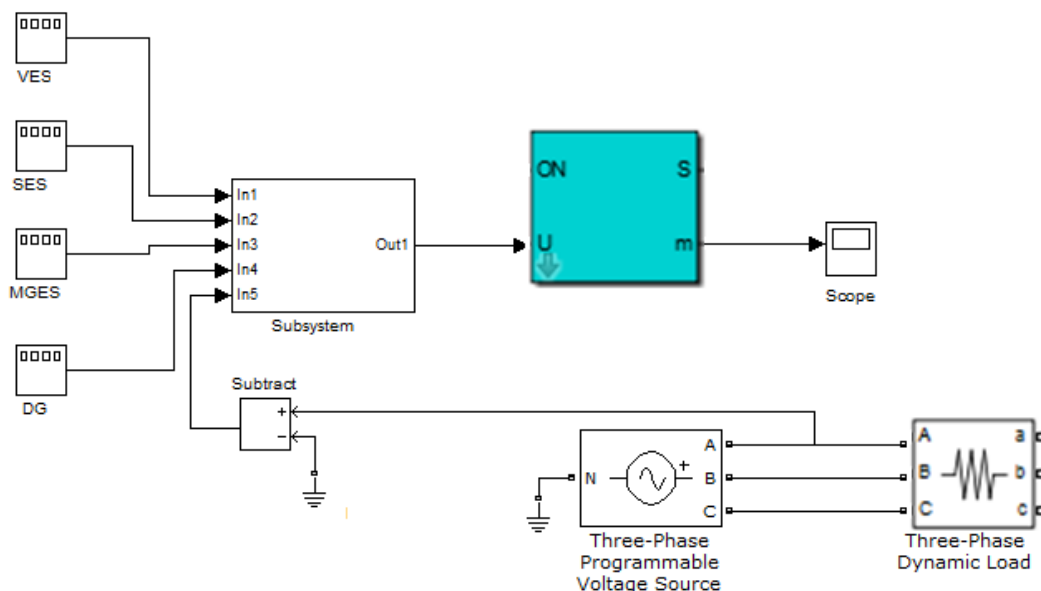 VES
SES
MGES
DG
In1
In2
In3
In4
In5
Out1
Subsystem
ON
S
U
m
Scope
Subtract
+
−
N
+
A
B
C
Three-Phase
Programmable
Voltage Source
A
B
C
a
b
c
Three-Phase
Dynamic Load